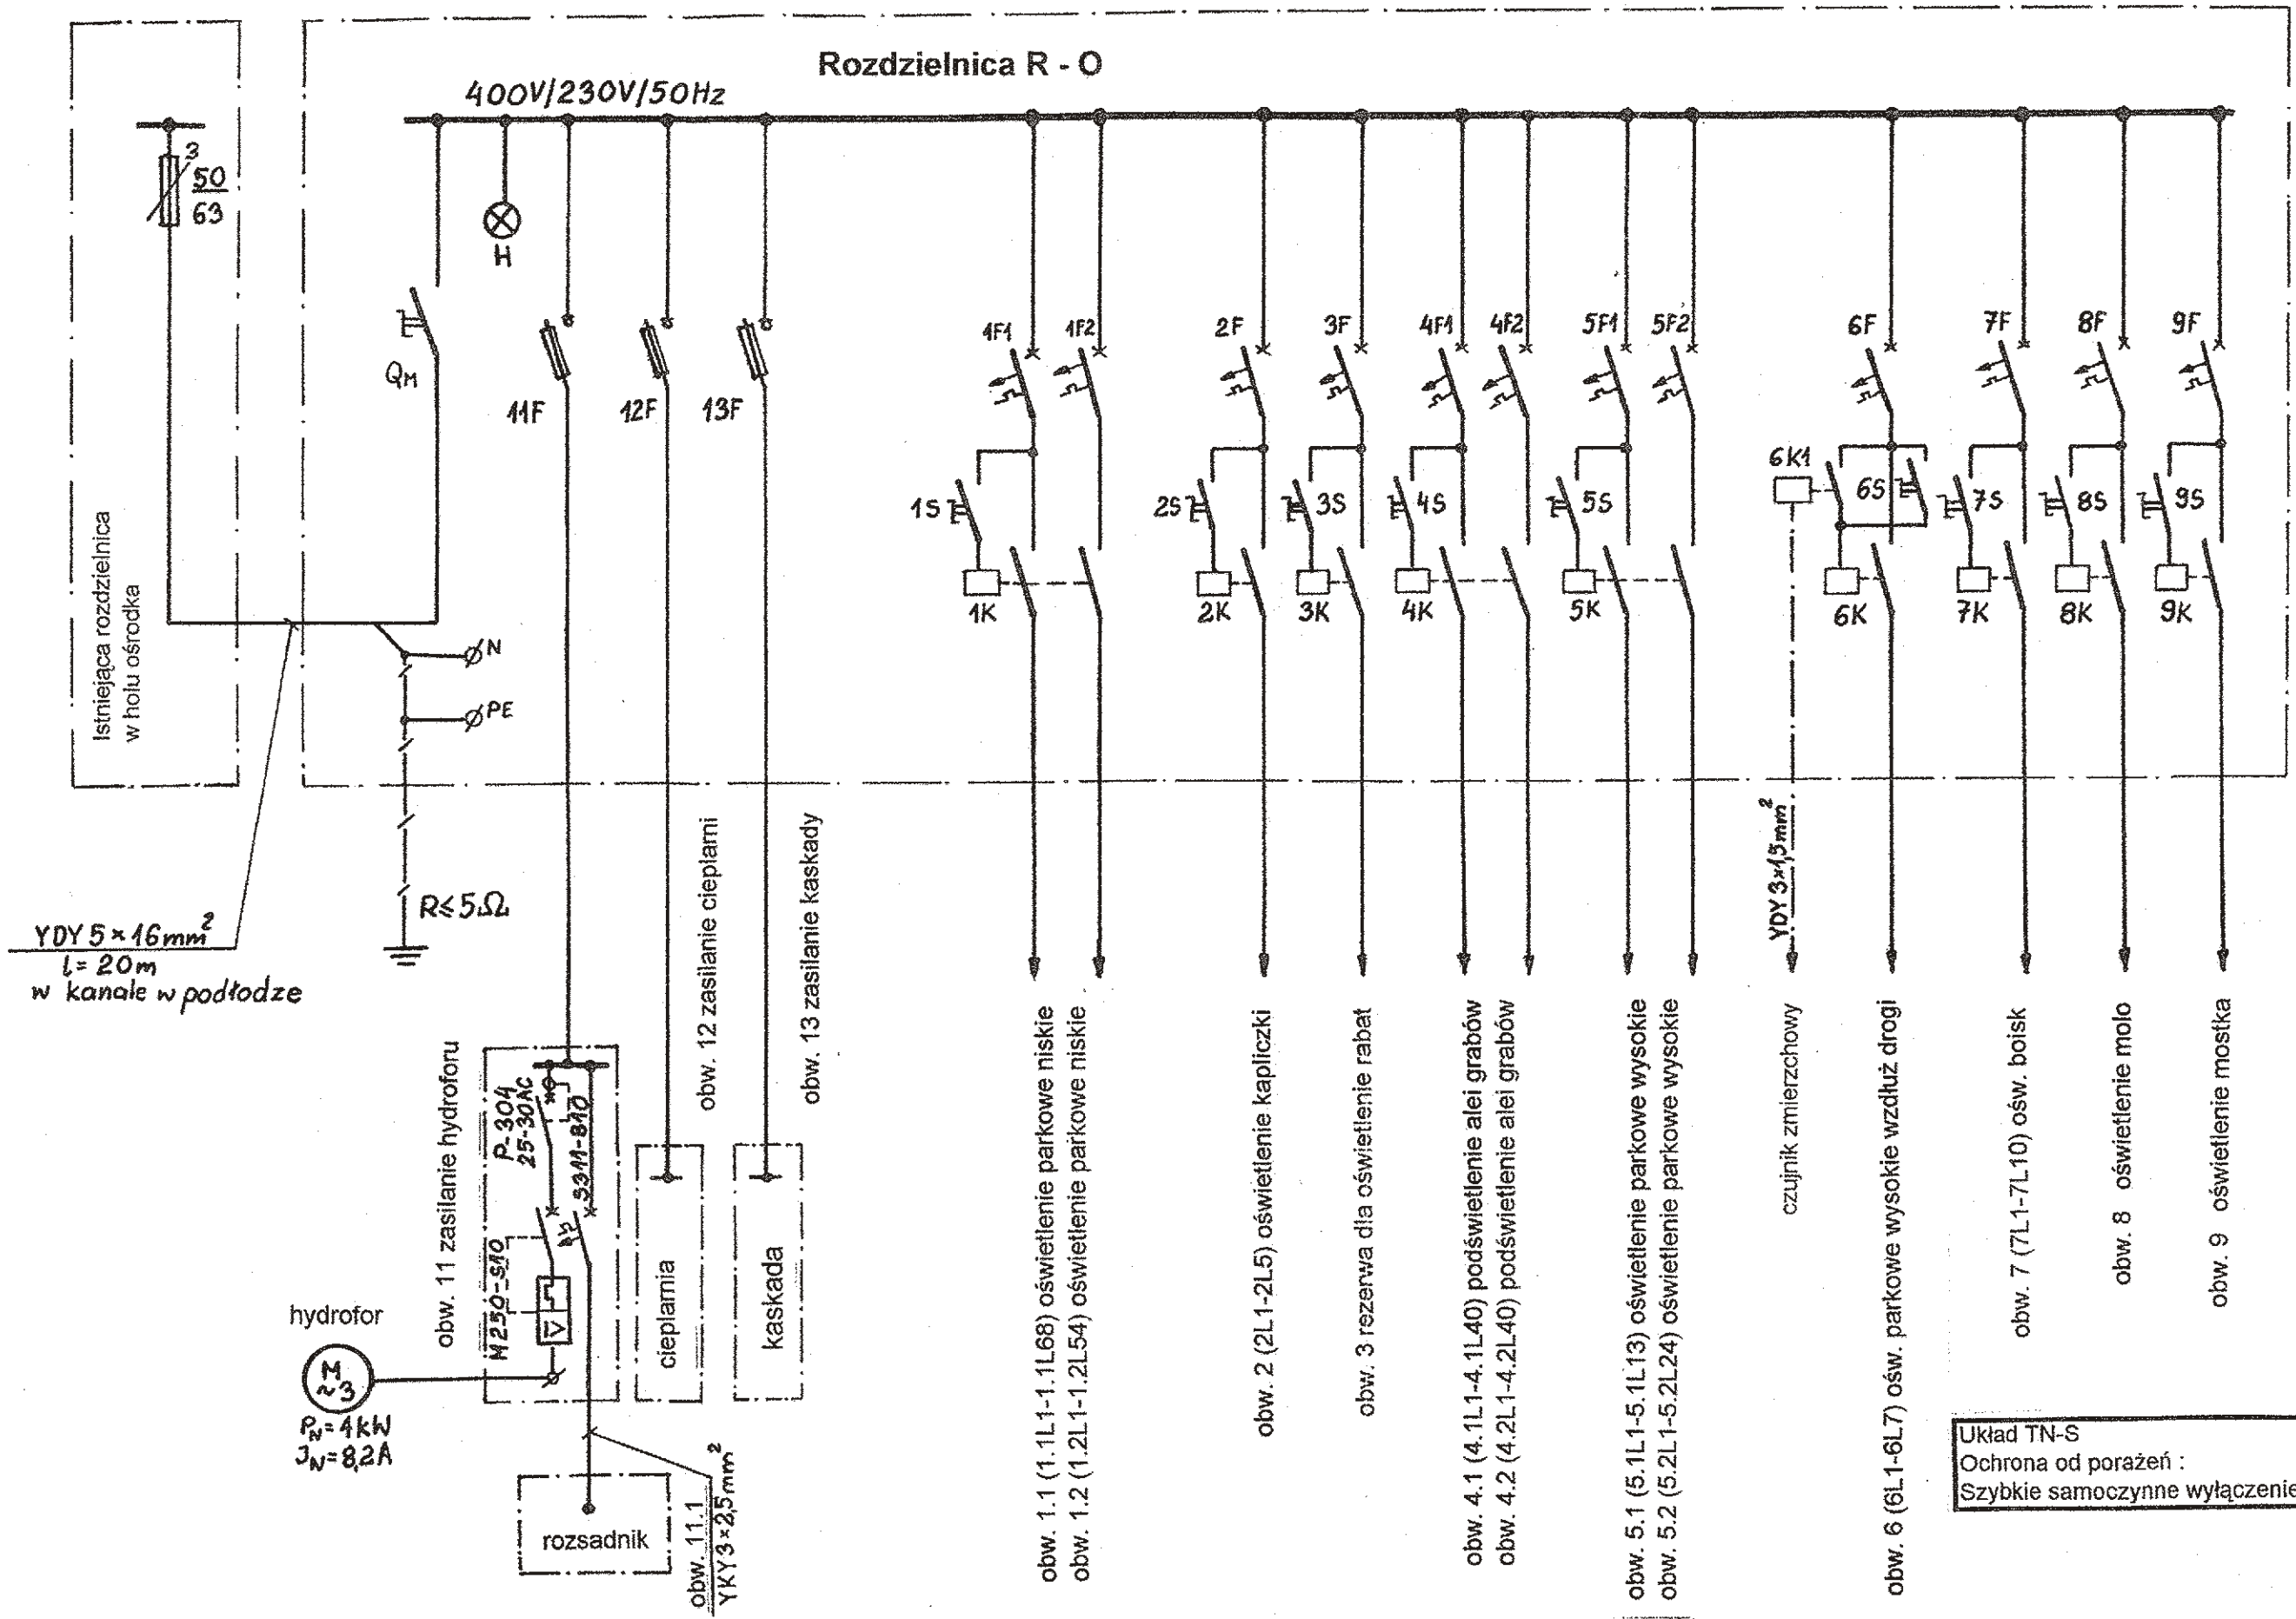 Rozdzielnica R - O
400V/230V/50Hz
3
50
63
H
QM
11F
12F
13F
1F1
1F2
2F
3F
4F1
4F2
5F1
5F2
6F
7F
8F
9F
1S
2S
3S
4S
5S
6K1
6S
7S
8S
9S
1K
2K
3K
4K
5K
6K
7K
8K
9K
N
PE
Istniejąca rozdzielnica
w holu ośrodka
R≤5Ω
YDY 5×16mm²
l=20m
w kanale w podłodze
YDY 3×1,5mm²
obw. 11 zasilanie hydroforu
P-304
25-30AC
S311-B10
M250-S10
obw. 12 zasilanie cieplarni
obw. 13 zasilanie kaskady
cieplarnia
kaskada
hydrofor
M
~3
PN=4kW
JN=8,2A
rozsadnik
obw. 11.1
YKY 3×2,5mm²
obw. 1.1 (1.1L1-1.1L68) oświetlenie parkowe niskie
obw. 1.2 (1.2L1-1.2L54) oświetlenie parkowe niskie
obw. 2 (2L1-2L5) oświetlenie kapliczki
obw. 3 rezerwa dla oświetlenie rabat
obw. 4.1 (4.1L1-4.1L40) podświetlenie alei grabów
obw. 4.2 (4.2L1-4.2L40) podświetlenie alei grabów
obw. 5.1 (5.1L1-5.1L13) oświetlenie parkowe wysokie
obw. 5.2 (5.2L1-5.2L24) oświetlenie parkowe wysokie
czujnik zmierzchowy
obw. 6 (6L1-6L7) ośw. parkowe wysokie wzdłuż drogi
obw. 7 (7L1-7L10) ośw. boisk
obw. 8 oświetlenie molo
obw. 9 oświetlenie mostka
Układ TN-S
Ochrona od porażeń :
Szybkie samoczynne wyłączenie